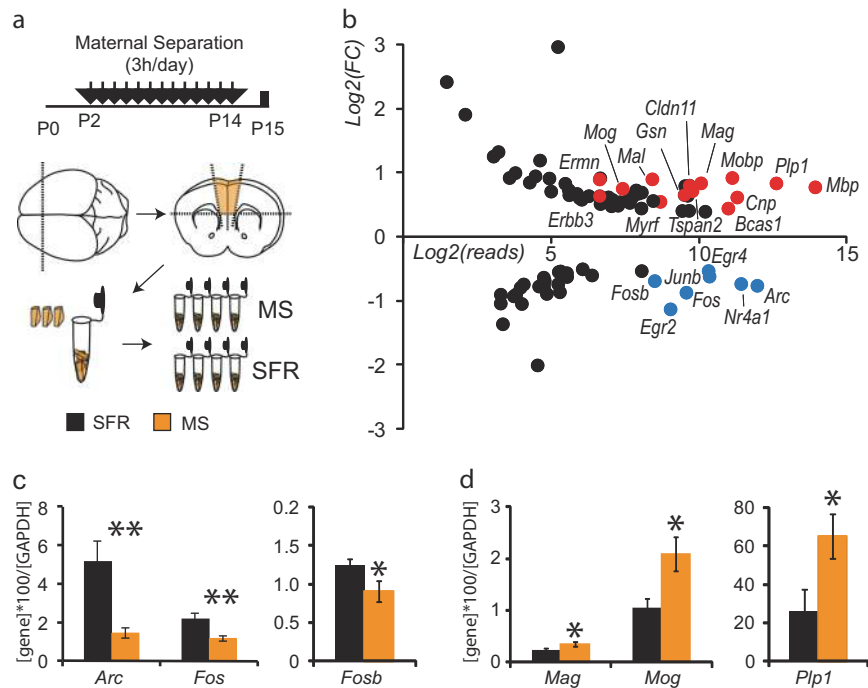 a
Maternal Separation
(3h/day)
P0
P2
P14
P15
MS
SFR
SFR
MS
b
Log2(FC)
3
2
1
0
-1
-2
-3
Log2(reads)
5
10
15
Ermn
Mog
Mal
Gsn
Cldn11
Mag
Mobp
Plp1
Mbp
Erbb3
Myrf
Tspan2
Cnp
Bcas1
Egr4
Fosb
Junb
Fos
Egr2
Nr4a1
Arc
c
[gene]*100/[GAPDH]
8
6
4
2
0
**
**
Arc
Fos
1.2
0.9
0.6
0.3
0.0
*
Fosb
d
[gene]*100/[GAPDH]
3
2
1
0
*
*
Mag
Mog
80
60
40
20
0
*
Plp1